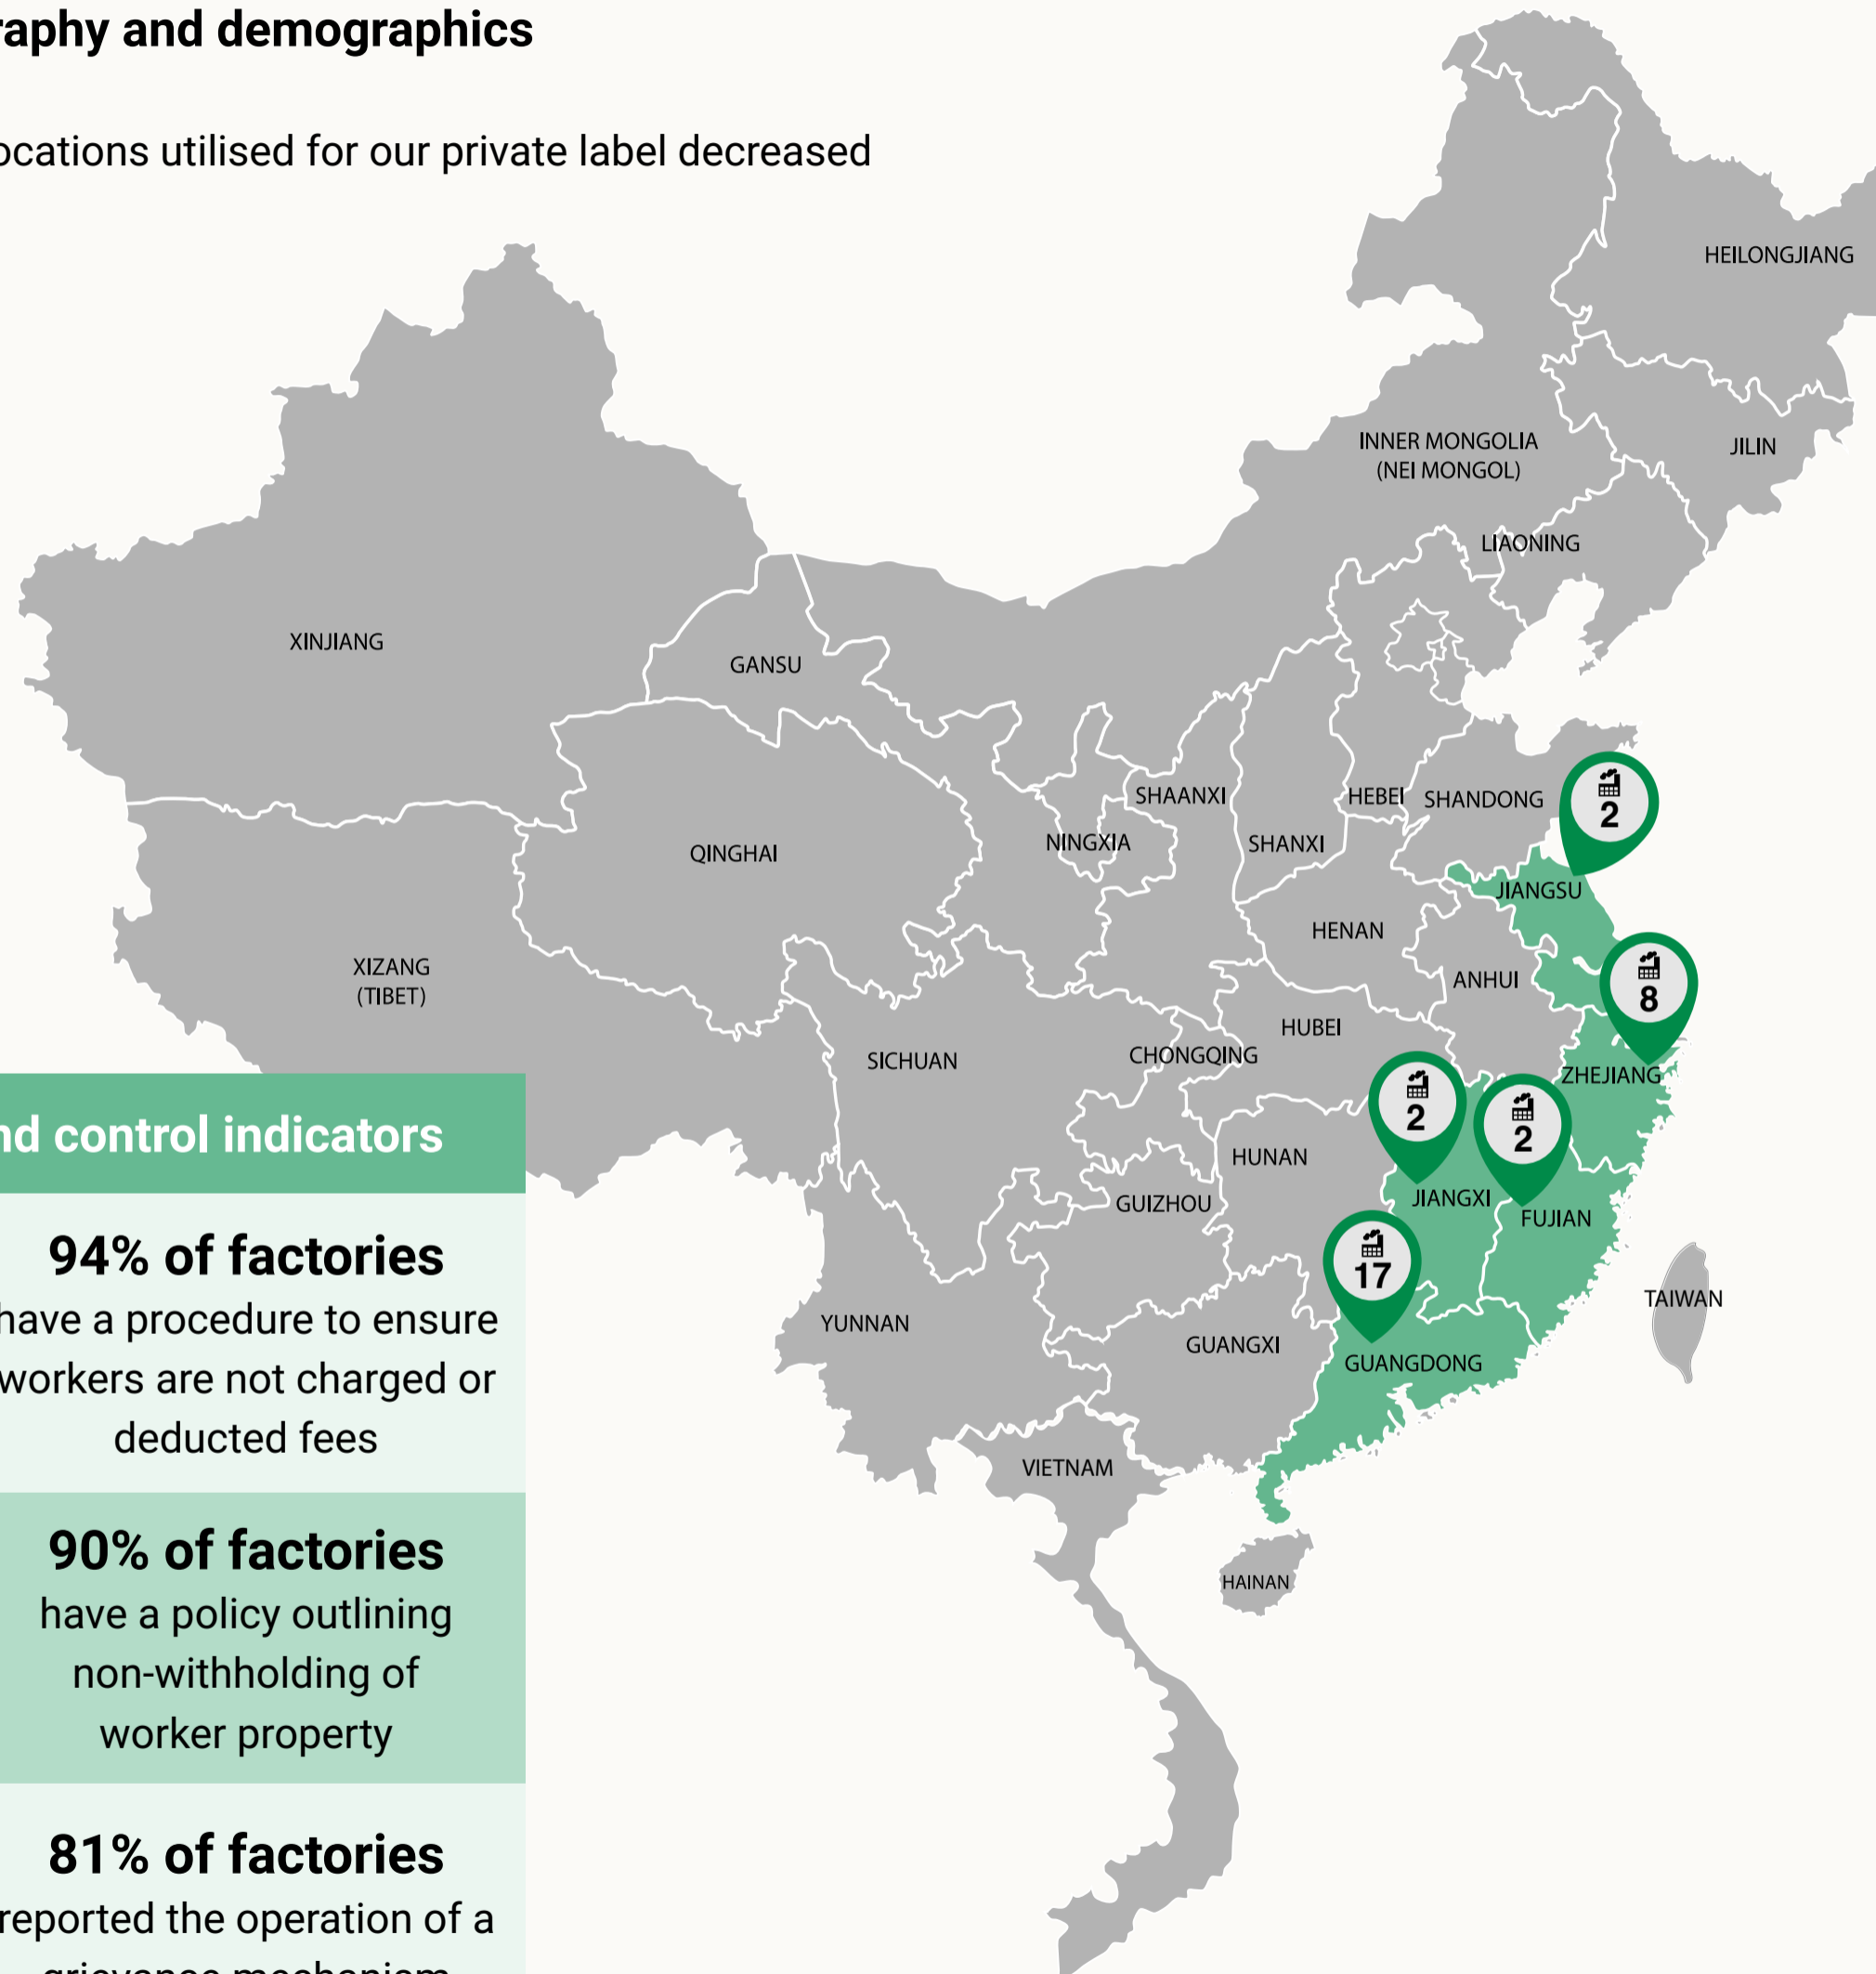 raphy and demographics
ocations utilised for our private label decreased
HEILONGJIANG
INNER MONGOLIA
(NEI MONGOL)
JILIN
LIAONING
XINJIANG
GANSU
SHAANXI
HEBEI
SHANDONG
2
NINGXIA
SHANXI
QINGHAI
JIANGSU
HENAN
XIZANG
(TIBET)
ANHUI
8
HUBEI
SICHUAN
CHONGQING
ZHEJIANG
2
2
HUNAN
GUIZHOU
JIANGXI
FUJIAN
17
TAIWAN
YUNNAN
GUANGXI
GUANGDONG
VIETNAM
HAINAN
nd control indicators
94% of factories
have a procedure to ensure
workers are not charged or
deducted fees
90% of factories
have a policy outlining
non-withholding of
worker property
81% of factories
reported the operation of a
grievance mechanism